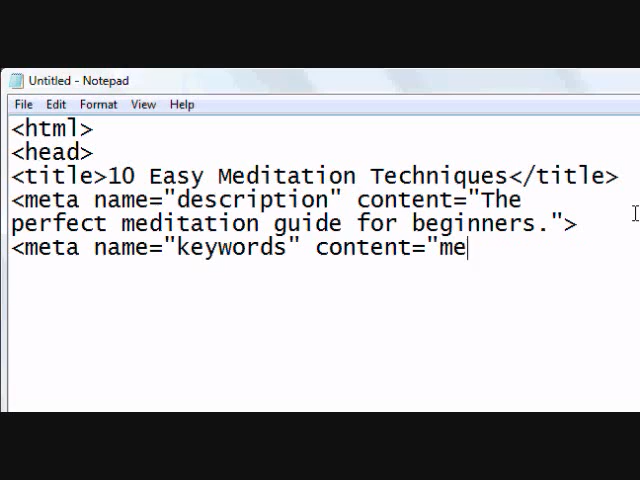 Untitled - Notepad
File Edit Format View Help
<html>
<head>
<title>10 Easy Meditation Techniques</title>
<meta name="description" content="The
perfect meditation guide for beginners.">
<meta name="keywords" content="me